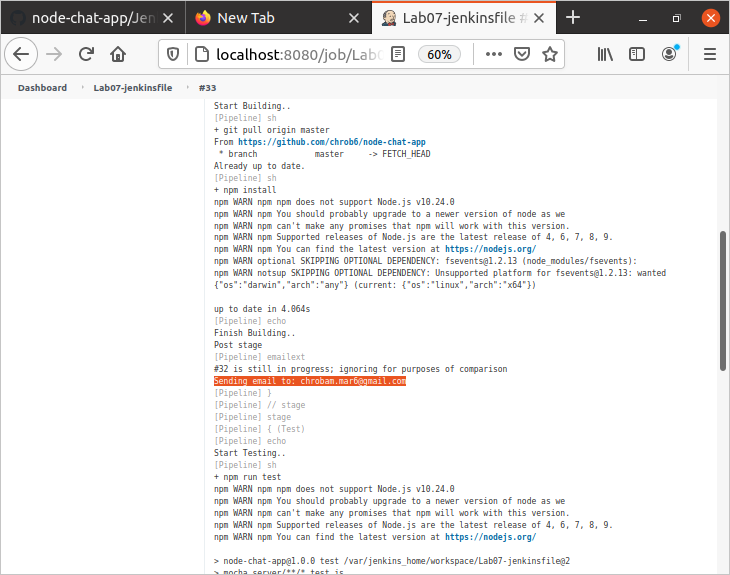 node-chat-app/Jen
New Tab
Lab07-jenkinsfile #
localhost:8080/job/Lab0
60%
Dashboard
Lab07-jenkinsfile
#33
Start Building..
[Pipeline] sh
+ git pull origin master
From https://github.com/chrob6/node-chat-app
* branch            master     -> FETCH_HEAD
Already up to date.
[Pipeline] sh
+ npm install
npm WARN npm npm does not support Node.js v10.24.0
npm WARN npm You should probably upgrade to a newer version of node as we
npm WARN npm can't make any promises that npm will work with this version.
npm WARN npm Supported releases of Node.js are the latest release of 4, 6, 7, 8, 9.
npm WARN npm You can find the latest version at https://nodejs.org/
npm WARN optional SKIPPING OPTIONAL DEPENDENCY: fsevents@1.2.13 (node_modules/fsevents):
npm WARN notsup SKIPPING OPTIONAL DEPENDENCY: Unsupported platform for fsevents@1.2.13: wanted
{"os":"darwin","arch":"any"} (current: {"os":"linux","arch":"x64"})
up to date in 4.064s
[Pipeline] echo
Finish Building..
Post stage
[Pipeline] emailext
#32 is still in progress; ignoring for purposes of comparison
Sending email to: chrobam.mar6@gmail.com
[Pipeline] }
[Pipeline] // stage
[Pipeline] stage
[Pipeline] { (Test)
[Pipeline] echo
Start Testing..
[Pipeline] sh
+ npm run test
npm WARN npm npm does not support Node.js v10.24.0
npm WARN npm You should probably upgrade to a newer version of node as we
npm WARN npm can't make any promises that npm will work with this version.
npm WARN npm Supported releases of Node.js are the latest release of 4, 6, 7, 8, 9.
npm WARN npm You can find the latest version at https://nodejs.org/
> node-chat-app@1.0.0 test /var/jenkins_home/workspace/Lab07-jenkinsfile@2
> mocha server/**/*.test.js